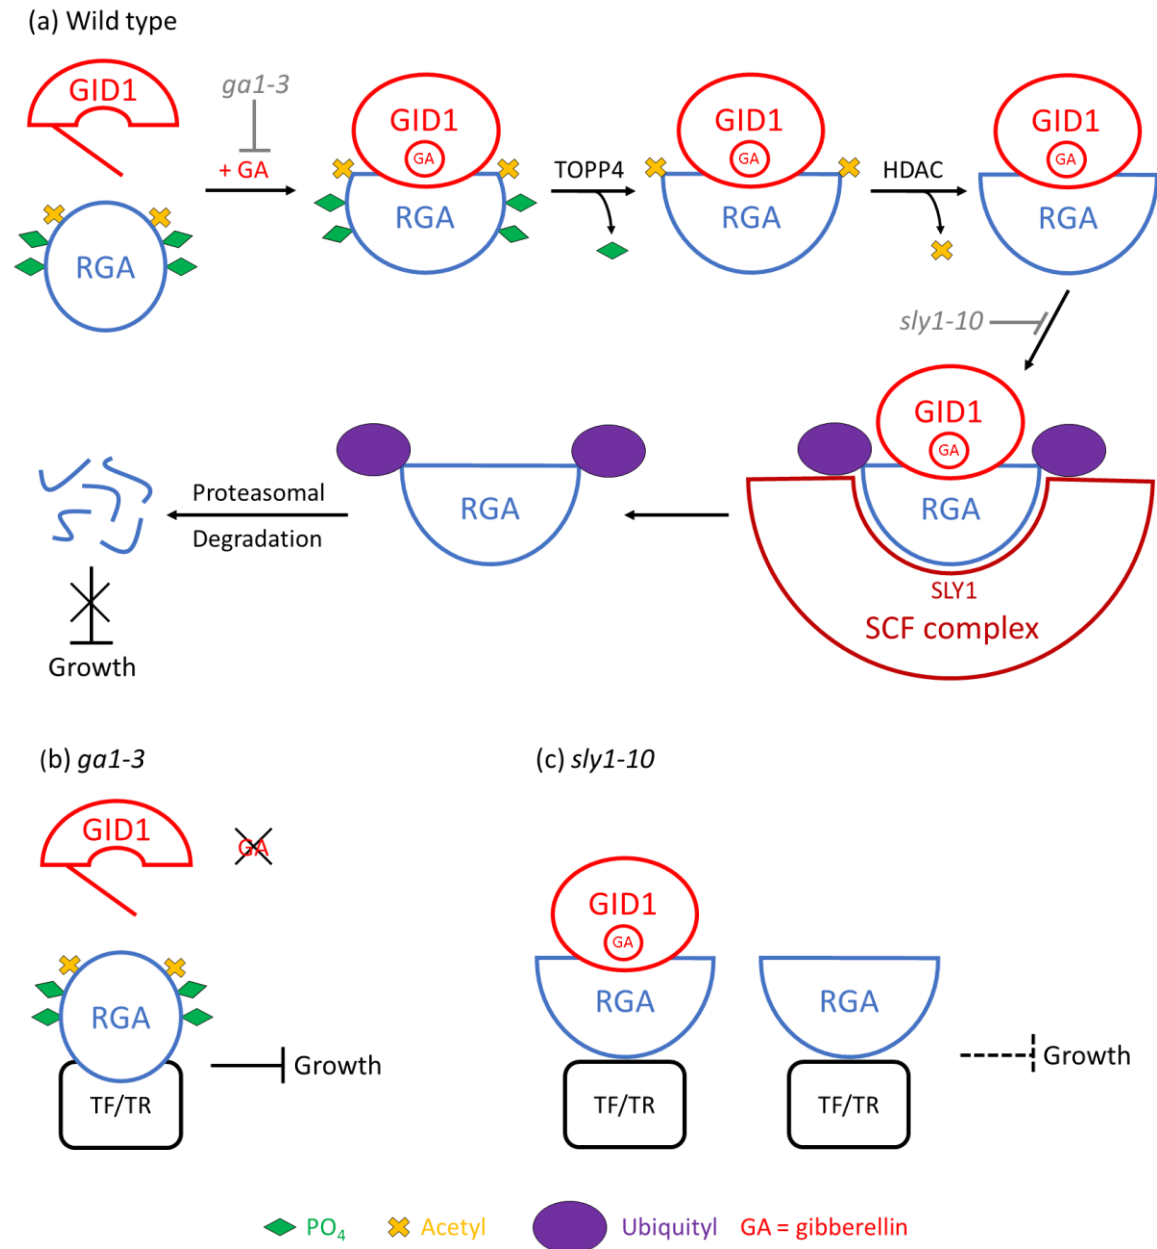 (a) Wild type
GID1
ga1-3
+ GA
RGA
GID1
GA
RGA
TOPP4
GID1
GA
RGA
HDAC
GID1
GA
RGA
sly1-10
GID1
GA
RGA
SLY1
SCF complex
RGA
Proteasomal
Degradation
Growth
(b) ga1-3
GID1
GA
RGA
TF/TR
Growth
(c) sly1-10
GID1
GA
RGA
TF/TR
RGA
TF/TR
Growth
PO4
Acetyl
Ubiquityl
GA = gibberellin